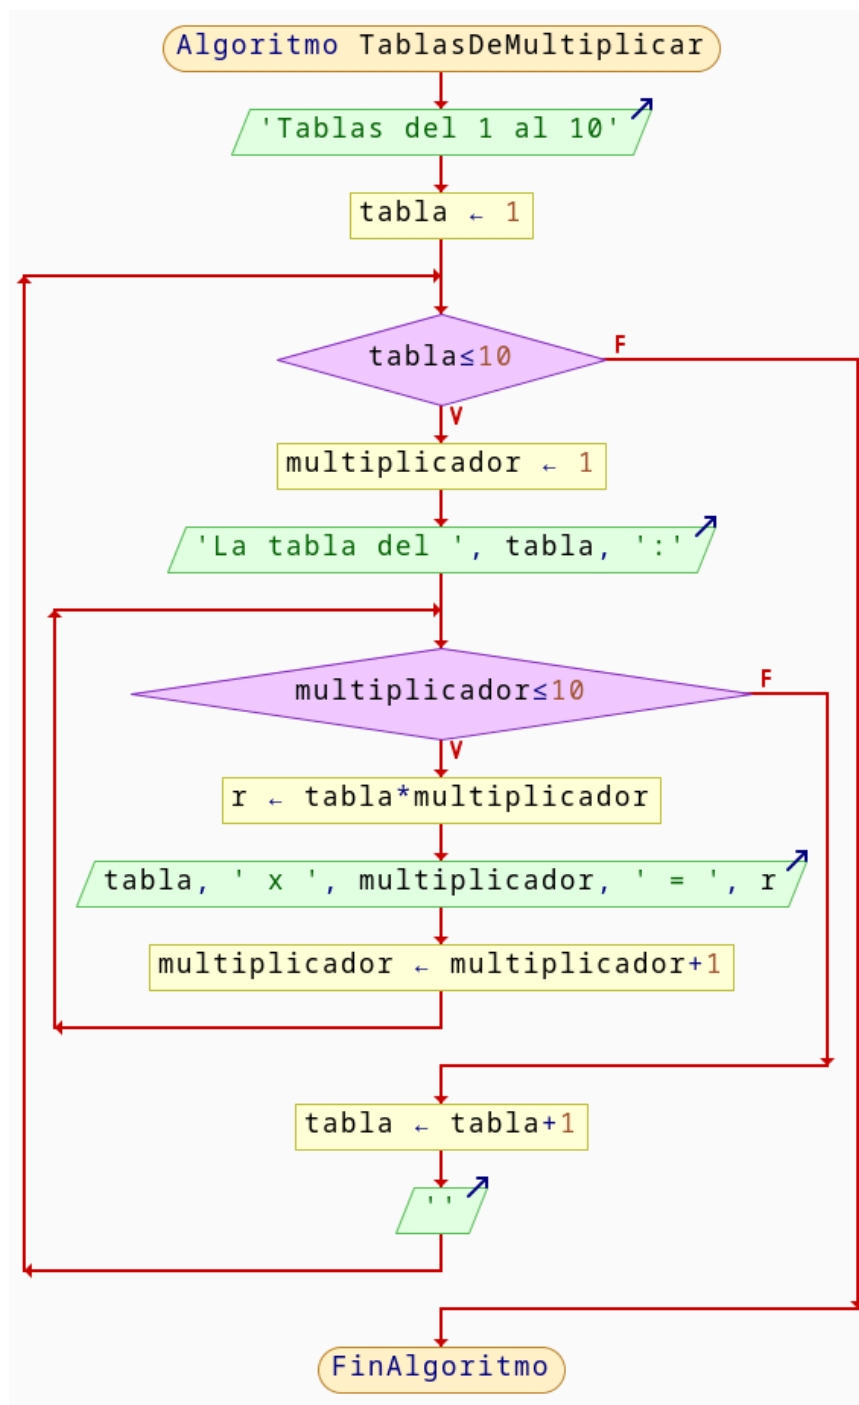 Algoritmo TablasDeMultiplicar
'Tablas del 1 al 10'
tabla ← 1
tabla≤10
F
V
multiplicador ← 1
'La tabla del ', tabla, ':'
multiplicador≤10
F
V
r ← tabla*multiplicador
tabla, ' x ', multiplicador, ' = ', r
multiplicador ← multiplicador+1
tabla ← tabla+1
''
FinAlgoritmo